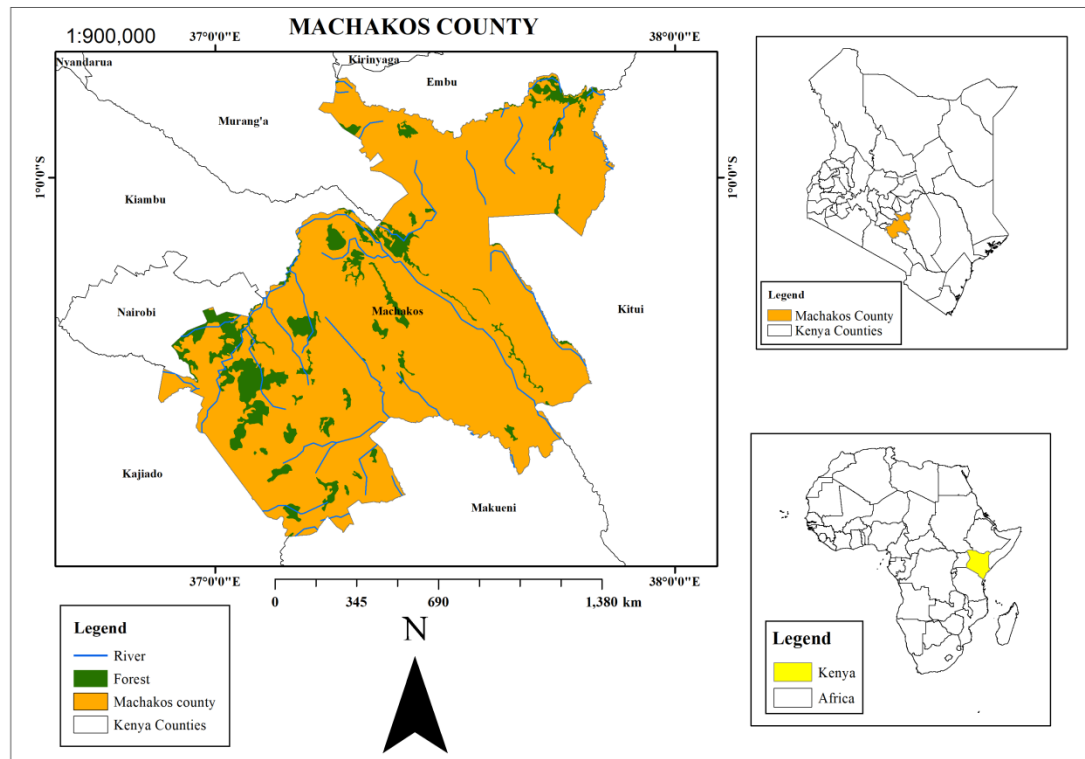 MACHAKOS COUNTY
1:900,000
37°0'0"E
38°0'0"E
Nyandarua
Kirinyaga
Embu
Murang'a
1°0'0"S
1°0'0"S
Kiambu
Nairobi
Machakos
Kitui
Kajiado
Makueni
37°0'0"E
38°0'0"E
0 345 690 1,380 km
N
Legend
River
Forest
Machakos county
Kenya Counties
Legend
Machakos County
Kenya Counties
Legend
Kenya
Africa